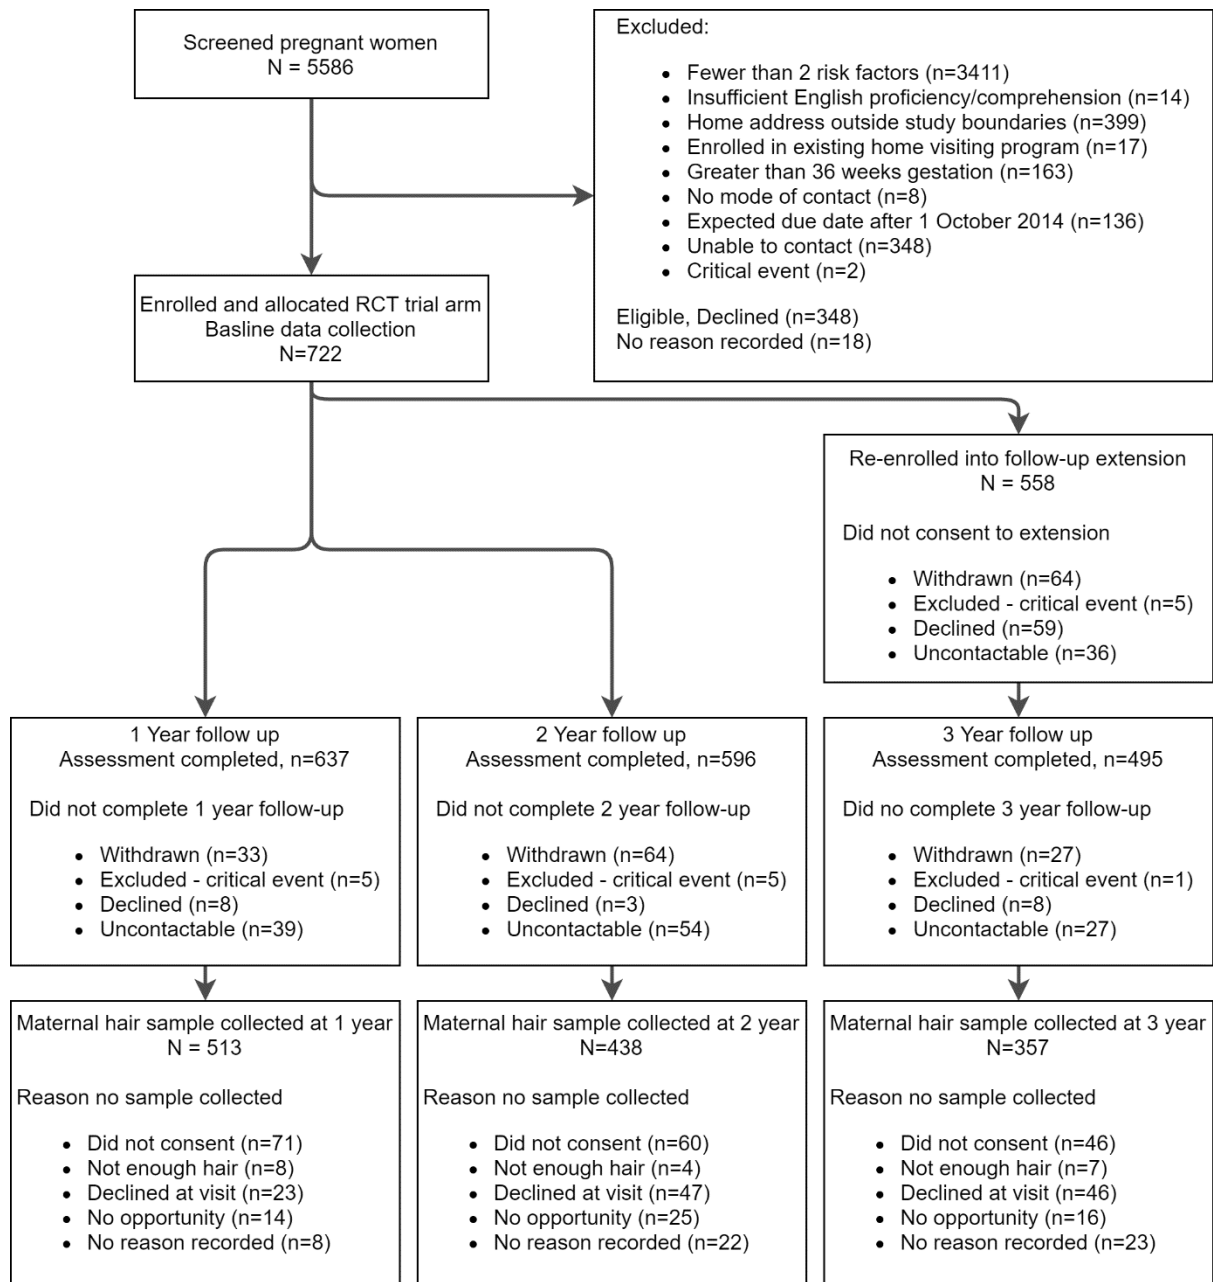 Screened pregnant women
N = 5586
Excluded:
• Fewer than 2 risk factors (n=3411)
• Insufficient English proficiency/comprehension (n=14)
• Home address outside study boundaries (n=399)
• Enrolled in existing home visiting program (n=17)
• Greater than 36 weeks gestation (n=163)
• No mode of contact (n=8)
• Expected due date after 1 October 2014 (n=136)
• Unable to contact (n=348)
• Critical event (n=2)
Eligible, Declined (n=348)
No reason recorded (n=18)
Enrolled and allocated RCT trial arm
Basline data collection
N=722
Re-enrolled into follow-up extension
N = 558
Did not consent to extension
• Withdrawn (n=64)
• Excluded - critical event (n=5)
• Declined (n=59)
• Uncontactable (n=36)
1 Year follow up
Assessment completed, n=637
Did not complete 1 year follow-up
• Withdrawn (n=33)
• Excluded - critical event (n=5)
• Declined (n=8)
• Uncontactable (n=39)
2 Year follow up
Assessment completed, n=596
Did not complete 2 year follow-up
• Withdrawn (n=64)
• Excluded - critical event (n=5)
• Declined (n=3)
• Uncontactable (n=54)
3 Year follow up
Assessment completed, n=495
Did no complete 3 year follow-up
• Withdrawn (n=27)
• Excluded - critical event (n=1)
• Declined (n=8)
• Uncontactable (n=27)
Maternal hair sample collected at 1 year
N = 513
Reason no sample collected
• Did not consent (n=71)
• Not enough hair (n=8)
• Declined at visit (n=23)
• No opportunity (n=14)
• No reason recorded (n=8)
Maternal hair sample collected at 2 year
N=438
Reason no sample collected
• Did not consent (n=60)
• Not enough hair (n=4)
• Declined at visit (n=47)
• No opportunity (n=25)
• No reason recorded (n=22)
Maternal hair sample collected at 3 year
N=357
Reason no sample collected
• Did not consent (n=46)
• Not enough hair (n=7)
• Declined at visit (n=46)
• No opportunity (n=16)
• No reason recorded (n=23)